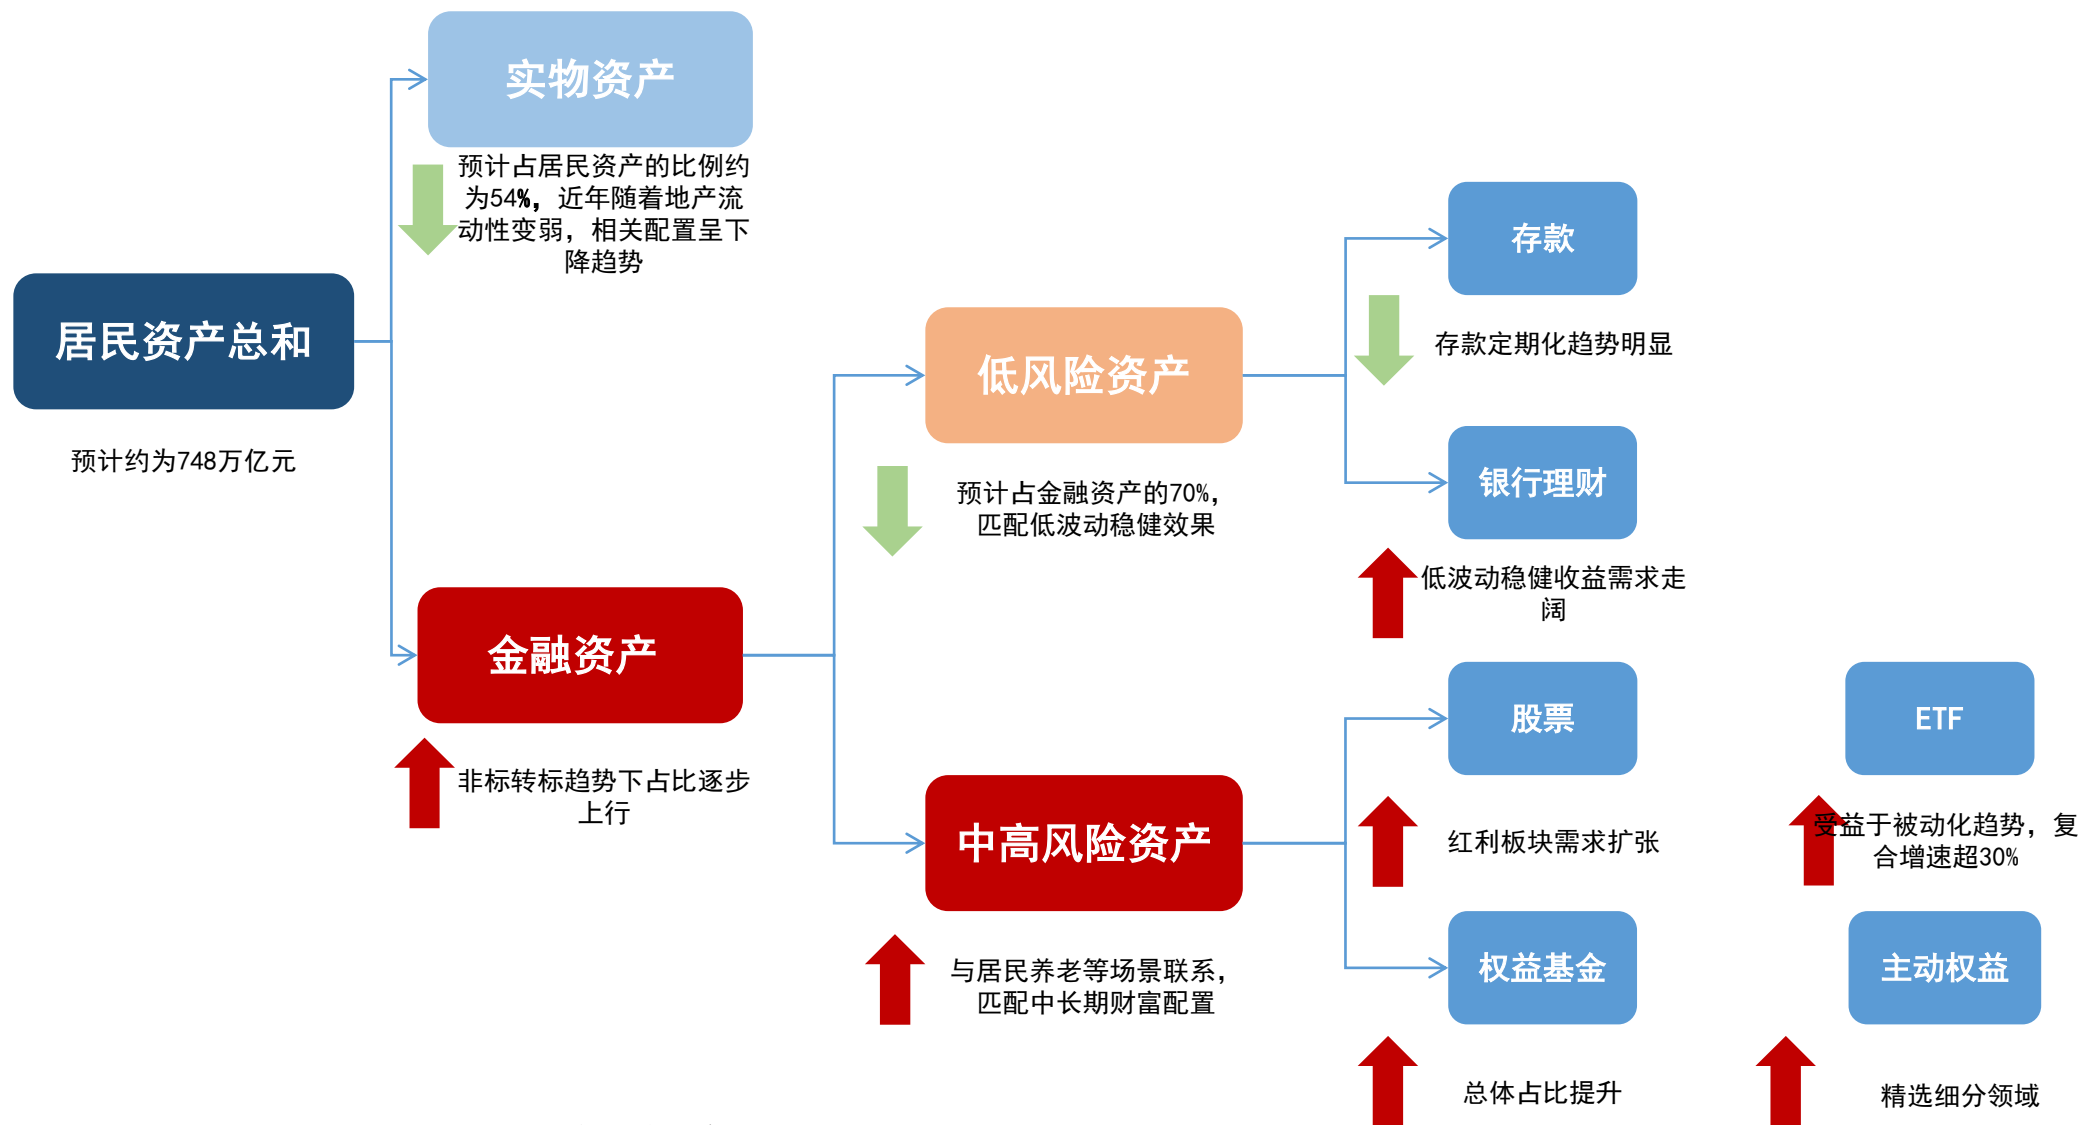 实物资产
预计占居民资产的比例约
为54%，近年随着地产流
动性变弱，相关配置呈下
降趋势
居民资产总和
预计约为748万亿元
金融资产
非标转标趋势下占比逐步
上行
低风险资产
预计占金融资产的70%，
匹配低波动稳健效果
中高风险资产
与居民养老等场景联系，
匹配中长期财富配置
存款
存款定期化趋势明显
银行理财
低波动稳健收益需求走
阔
股票
红利板块需求扩张
权益基金
总体占比提升
ETF
受益于被动化趋势，复
合增速超30%
主动权益
精选细分领域